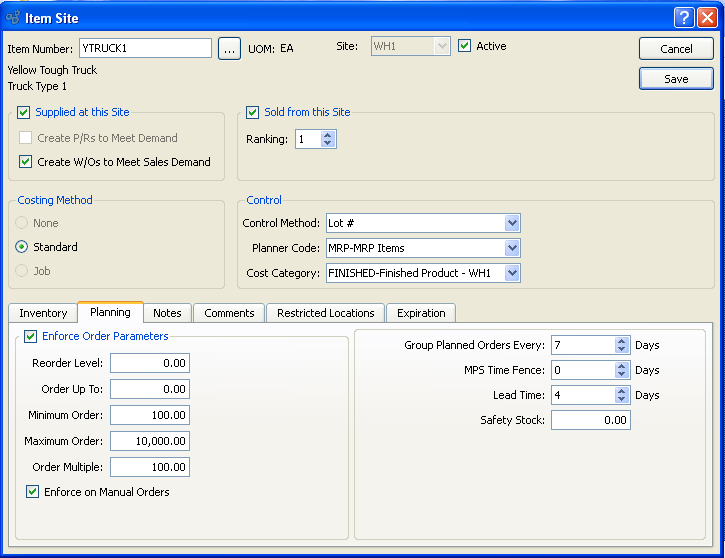 Item Site
Item Number: YTRUCK1 ... UOM: EA Site: WH1 Active Cancel
Yellow Tough Truck
Truck Type 1
Save
Supplied at this Site
Create P/Rs to Meet Demand
Create W/Os to Meet Sales Demand
Sold from this Site
Ranking: 1
Costing Method
None
Standard
Job
Control
Control Method: Lot #
Planner Code: MRP-MRP Items
Cost Category: FINISHED-Finished Product - WH1
Inventory Planning Notes Comments Restricted Locations Expiration
Enforce Order Parameters
Reorder Level: 0.00
Order Up To: 0.00
Minimum Order: 100.00
Maximum Order: 10,000.00
Order Multiple: 100.00
Enforce on Manual Orders
Group Planned Orders Every: 7 Days
MPS Time Fence: 0 Days
Lead Time: 4 Days
Safety Stock: 0.00